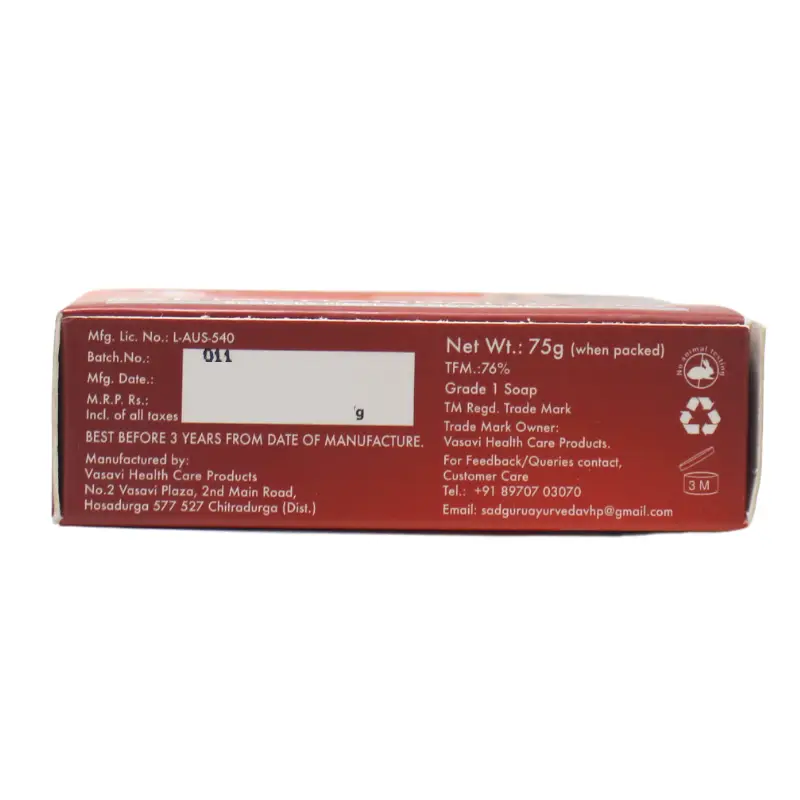 Mfg. Lic. No.: L-AUS-540
Batch.No.: 011
Mfg. Date.:
M.R.P. Rs.:
Incl. of all taxes g
BEST BEFORE 3 YEARS FROM DATE OF MANUFACTURE.
Manufactured by:
Vasavi Health Care Products
No.2 Vasavi Plaza, 2nd Main Road,
Hosadurga 577 527 Chitradurga (Dist.)
Net Wt.: 75g (when packed)
TFM.:76%
Grade 1 Soap
TM Regd. Trade Mark
Trade Mark Owner:
Vasavi Health Care Products.
For Feedback/Queries contact,
Customer Care
Tel.: +91 89707 03070
Email: sadguruayurvedavhp@gmail.com
No animal testing
3 M